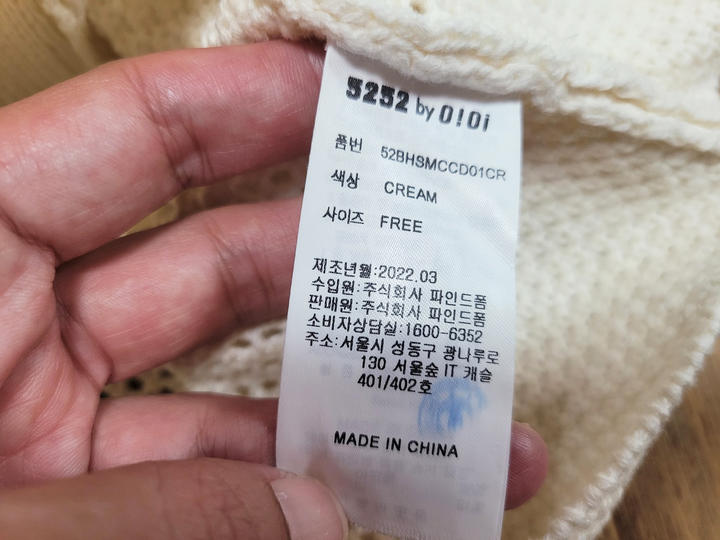 5252 by O!Oi
품번 52BHSMCCD01CR
색상 CREAM
사이즈 FREE
제조년월:2022.03
수입원:주식회사 파인드폼
판매원:주식회사 파인드폼
소비자상담실:1600-6352
주소:서울시 성동구 광나루로
130 서울숲 IT 캐슬
401/402호
MADE IN CHINA